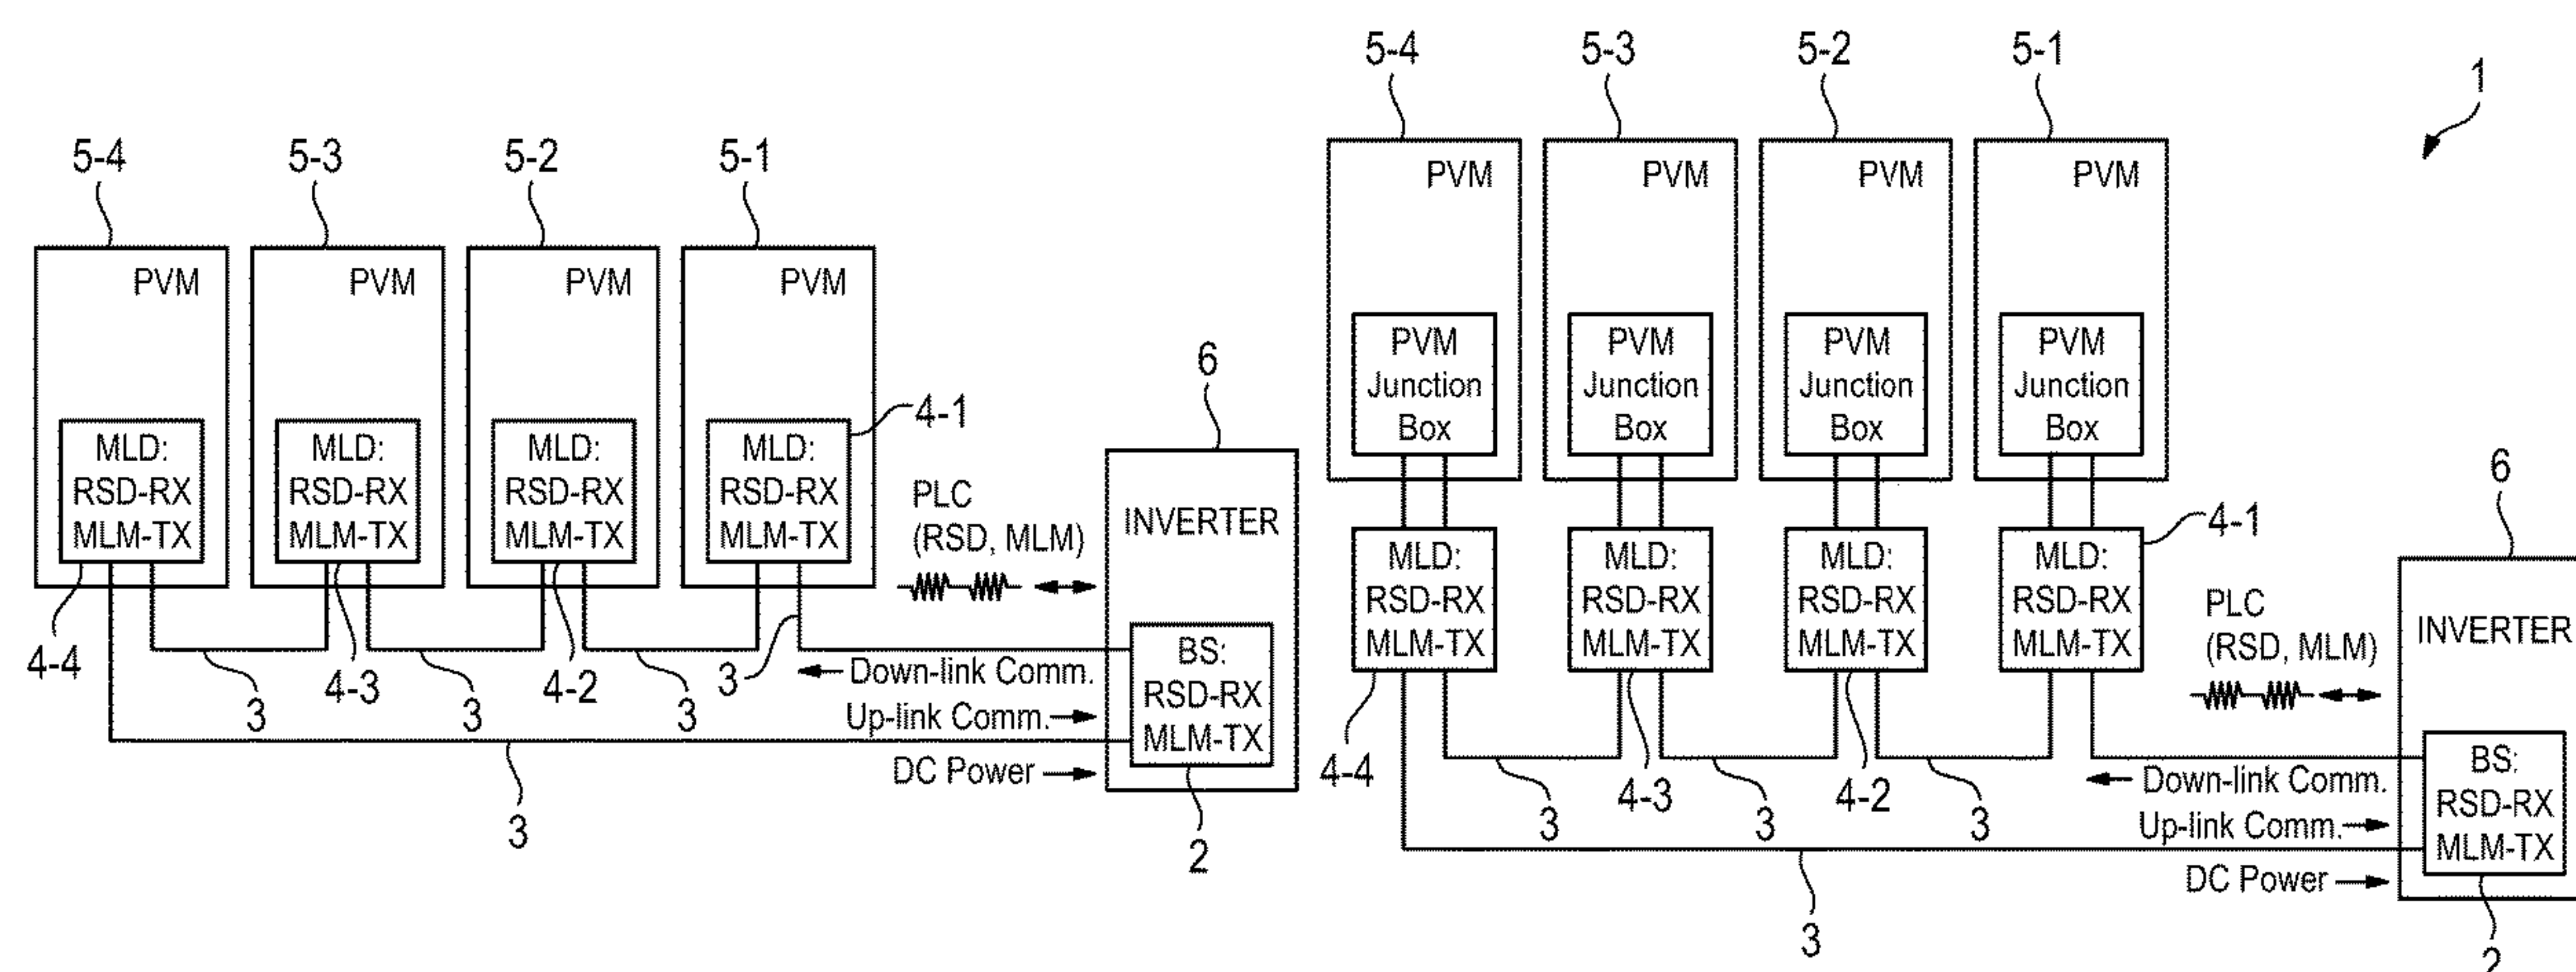 5-4
5-3
5-2
5-1
PVM
PVM
PVM
PVM
MLD:
RSD-RX
MLM-TX
MLD:
RSD-RX
MLM-TX
MLD:
RSD-RX
MLM-TX
MLD:
RSD-RX
MLM-TX
4-1
4-4
4-3
4-2
3
3
3
3
3
PLC
(RSD, MLM)
Down-link Comm.
Up-link Comm.
DC Power
6
INVERTER
BS:
RSD-RX
MLM-TX
2
1
5-4
5-3
5-2
5-1
PVM
PVM
PVM
PVM
PVM
Junction
Box
PVM
Junction
Box
PVM
Junction
Box
PVM
Junction
Box
MLD:
RSD-RX
MLM-TX
MLD:
RSD-RX
MLM-TX
MLD:
RSD-RX
MLM-TX
MLD:
RSD-RX
MLM-TX
4-1
4-4
4-3
4-2
3
3
3
3
PLC
(RSD, MLM)
Down-link Comm.
Up-link Comm.
DC Power
6
INVERTER
BS:
RSD-RX
MLM-TX
2